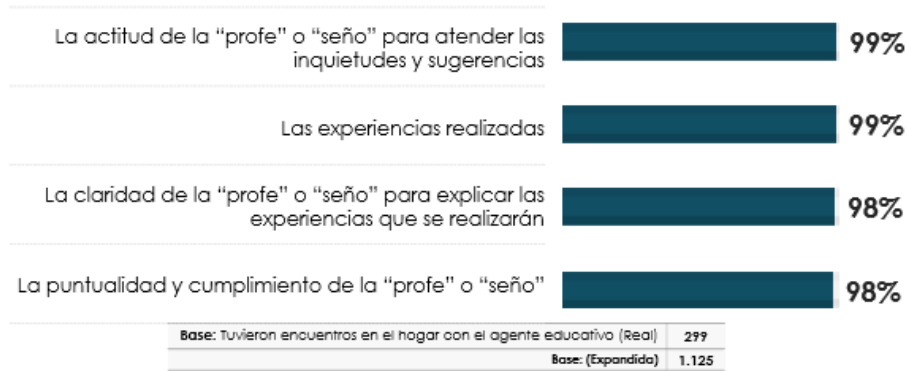 La actitud de la “profe” o “seño” para atender las
inquietudes y sugerencias
99%
Las experiencias realizadas
99%
La claridad de la “profe” o “seño” para explicar las
experiencias que se realizarán
98%
La puntualidad y cumplimiento de la “profe” o “seño”
98%
Base: Tuvieron encuentros en el hogar con el agente educativo (Real) 299
Base: (Expandida) 1.125